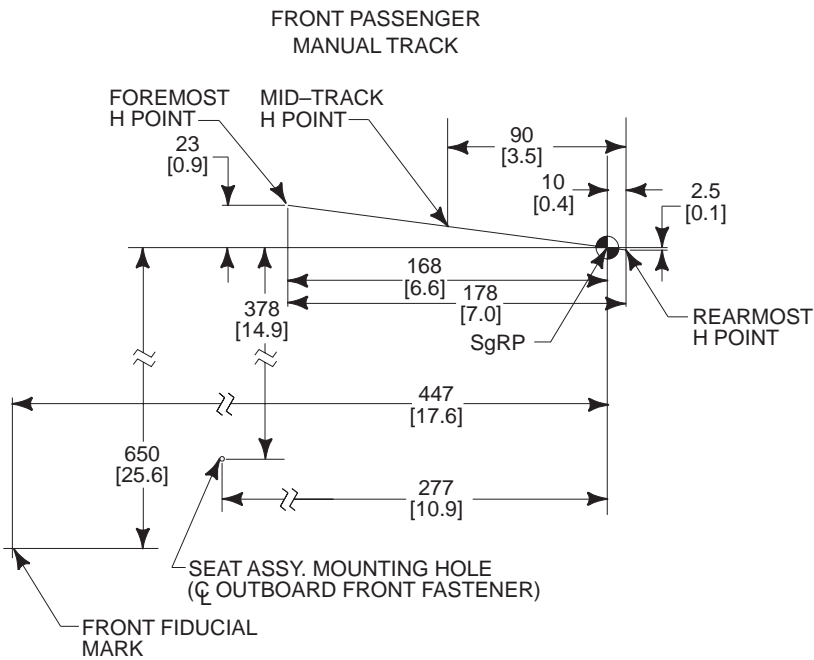 FRONT PASSENGER
MANUAL TRACK
FOREMOST
H POINT
MID–TRACK
H POINT
23
[0.9]
90
[3.5]
10
[0.4]
2.5
[0.1]
168
[6.6]
178
[7.0]
378
[14.9]
SgRP
REARMOST
H POINT
447
[17.6]
650
[25.6]
277
[10.9]
SEAT ASSY. MOUNTING HOLE
(℄ OUTBOARD FRONT FASTENER)
FRONT FIDUCIAL
MARK